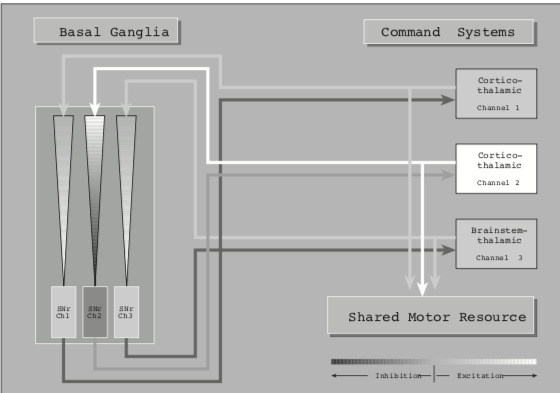 Basal Ganglia
Command Systems
Cortico-
thalamic
Channel 1
Cortico-
thalamic
Channel 2
Brainstem-
thalamic
Channel 3
SNr
Ch1
SNr
Ch2
SNr
Ch3
Shared Motor Resource
Inhibition
Excitation